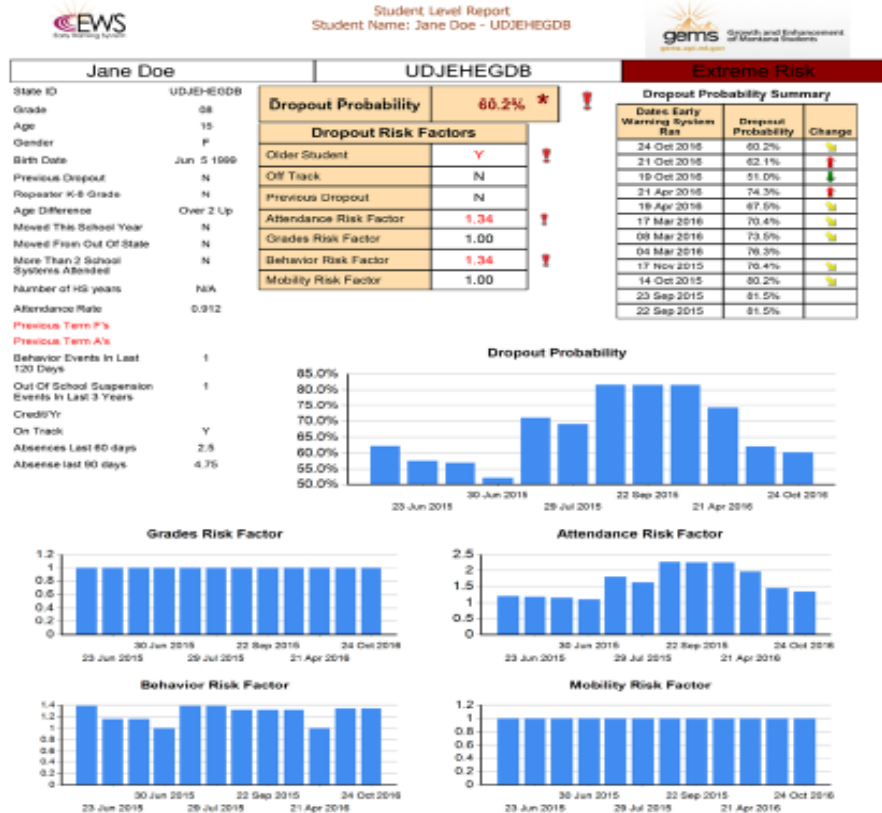 EWS
Early Warning System
Student Level Report
Student Name: Jane Doe - UDJEHEGDB
gems
gems.opi.mt.gov
Growth and Enhancement
of Montana Students
Jane Doe
UDJEHEGDB
Extreme Risk
State ID UDJEHEGDB
Grade 08
Age 15
Gender F
Birth Date Jun 5 1999
Previous Dropout N
Repeater K-8 Grade N
Age Difference Over 2 Up
Moved This School Year N
Moved From Out Of State N
More Than 2 School N
Systems Attended
Number of HS years N/A
Attendance Rate 0.912
Previous Term F's
Previous Term A's
Behavior Events In Last 1
120 Days
Out Of School Suspension 1
Events In Last 3 Years
Credit/Yr
On Track Y
Absences Last 60 days 2.5
Absense last 90 days 4.75
Dropout Probability 60.2% * !
Dropout Risk Factors
Older Student Y !
Off Track N
Previous Dropout N
Attendance Risk Factor 1.34 !
Grades Risk Factor 1.00
Behavior Risk Factor 1.34 !
Mobility Risk Factor 1.00
Dropout Probability Summary
Dates Early
Warning System
Ran
Dropout
Probability
Change
24 Oct 2016 60.2%
21 Oct 2016 62.1%
19 Oct 2016 51.0%
21 Apr 2016 74.3%
19 Apr 2016 67.5%
17 Mar 2016 70.4%
08 Mar 2016 73.5%
04 Mar 2016 76.3%
17 Nov 2015 76.4%
14 Oct 2015 80.2%
23 Sep 2015 81.5%
22 Sep 2015 81.5%
Dropout Probability
85.0%
80.0%
75.0%
70.0%
65.0%
60.0%
55.0%
50.0%
30 Jun 2015 22 Sep 2015 24 Oct 2016
23 Jun 2015 29 Jul 2015 21 Apr 2016
Grades Risk Factor
1.2
1
0.8
0.6
0.4
0.2
0
30 Jun 2015 22 Sep 2015 24 Oct 2016
23 Jun 2015 29 Jul 2015 21 Apr 2016
Attendance Risk Factor
2.5
2
1.5
1
0.5
0
30 Jun 2015 22 Sep 2015 24 Oct 2016
23 Jun 2015 29 Jul 2015 21 Apr 2016
Behavior Risk Factor
1.4
1.2
1
0.8
0.6
0.4
0.2
0
30 Jun 2015 22 Sep 2015 24 Oct 2016
23 Jun 2015 29 Jul 2015 21 Apr 2016
Mobility Risk Factor
1.2
1
0.8
0.6
0.4
0.2
0
30 Jun 2015 22 Sep 2015 24 Oct 2016
23 Jun 2015 29 Jul 2015 21 Apr 2016